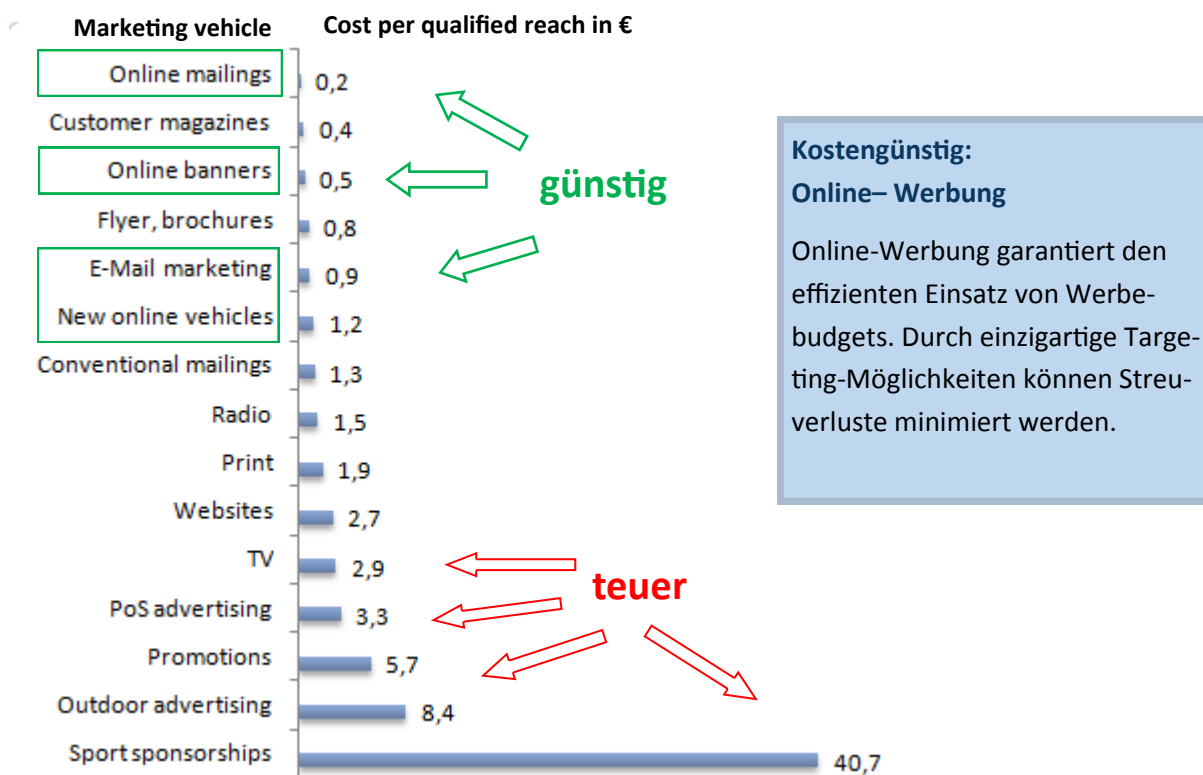 Marketing vehicle Cost per qualified reach in €
Online mailings 0,2
Customer magazines 0,4
Online banners 0,5
Flyer, brochures 0,8
E-Mail marketing 0,9
New online vehicles 1,2
Conventional mailings 1,3
Radio 1,5
Print 1,9
Websites 2,7
TV 2,9
PoS advertising 3,3
Promotions 5,7
Outdoor advertising 8,4
Sport sponsorships 40,7
günstig
teuer
Kostengünstig:
Online– Werbung
Online-Werbung garantiert den
effizienten Einsatz von Werbe-
budgets. Durch einzigartige Targe-
ting-Möglichkeiten können Streu-
verluste minimiert werden.